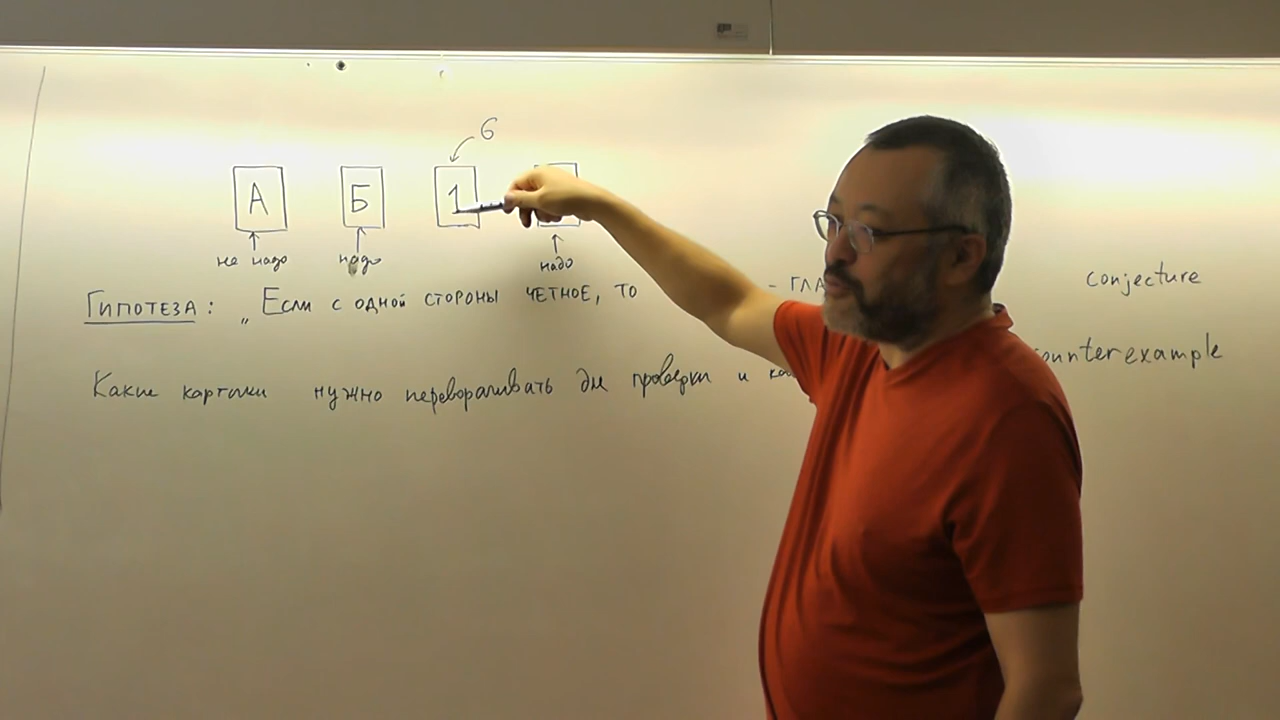 6
А Б 1
не надо надо надо
ГИПОТЕЗА: „Если с одной стороны четное, то - ГЛА conjecture
counterexample
Какие карточки нужно переворачивать для проверки и